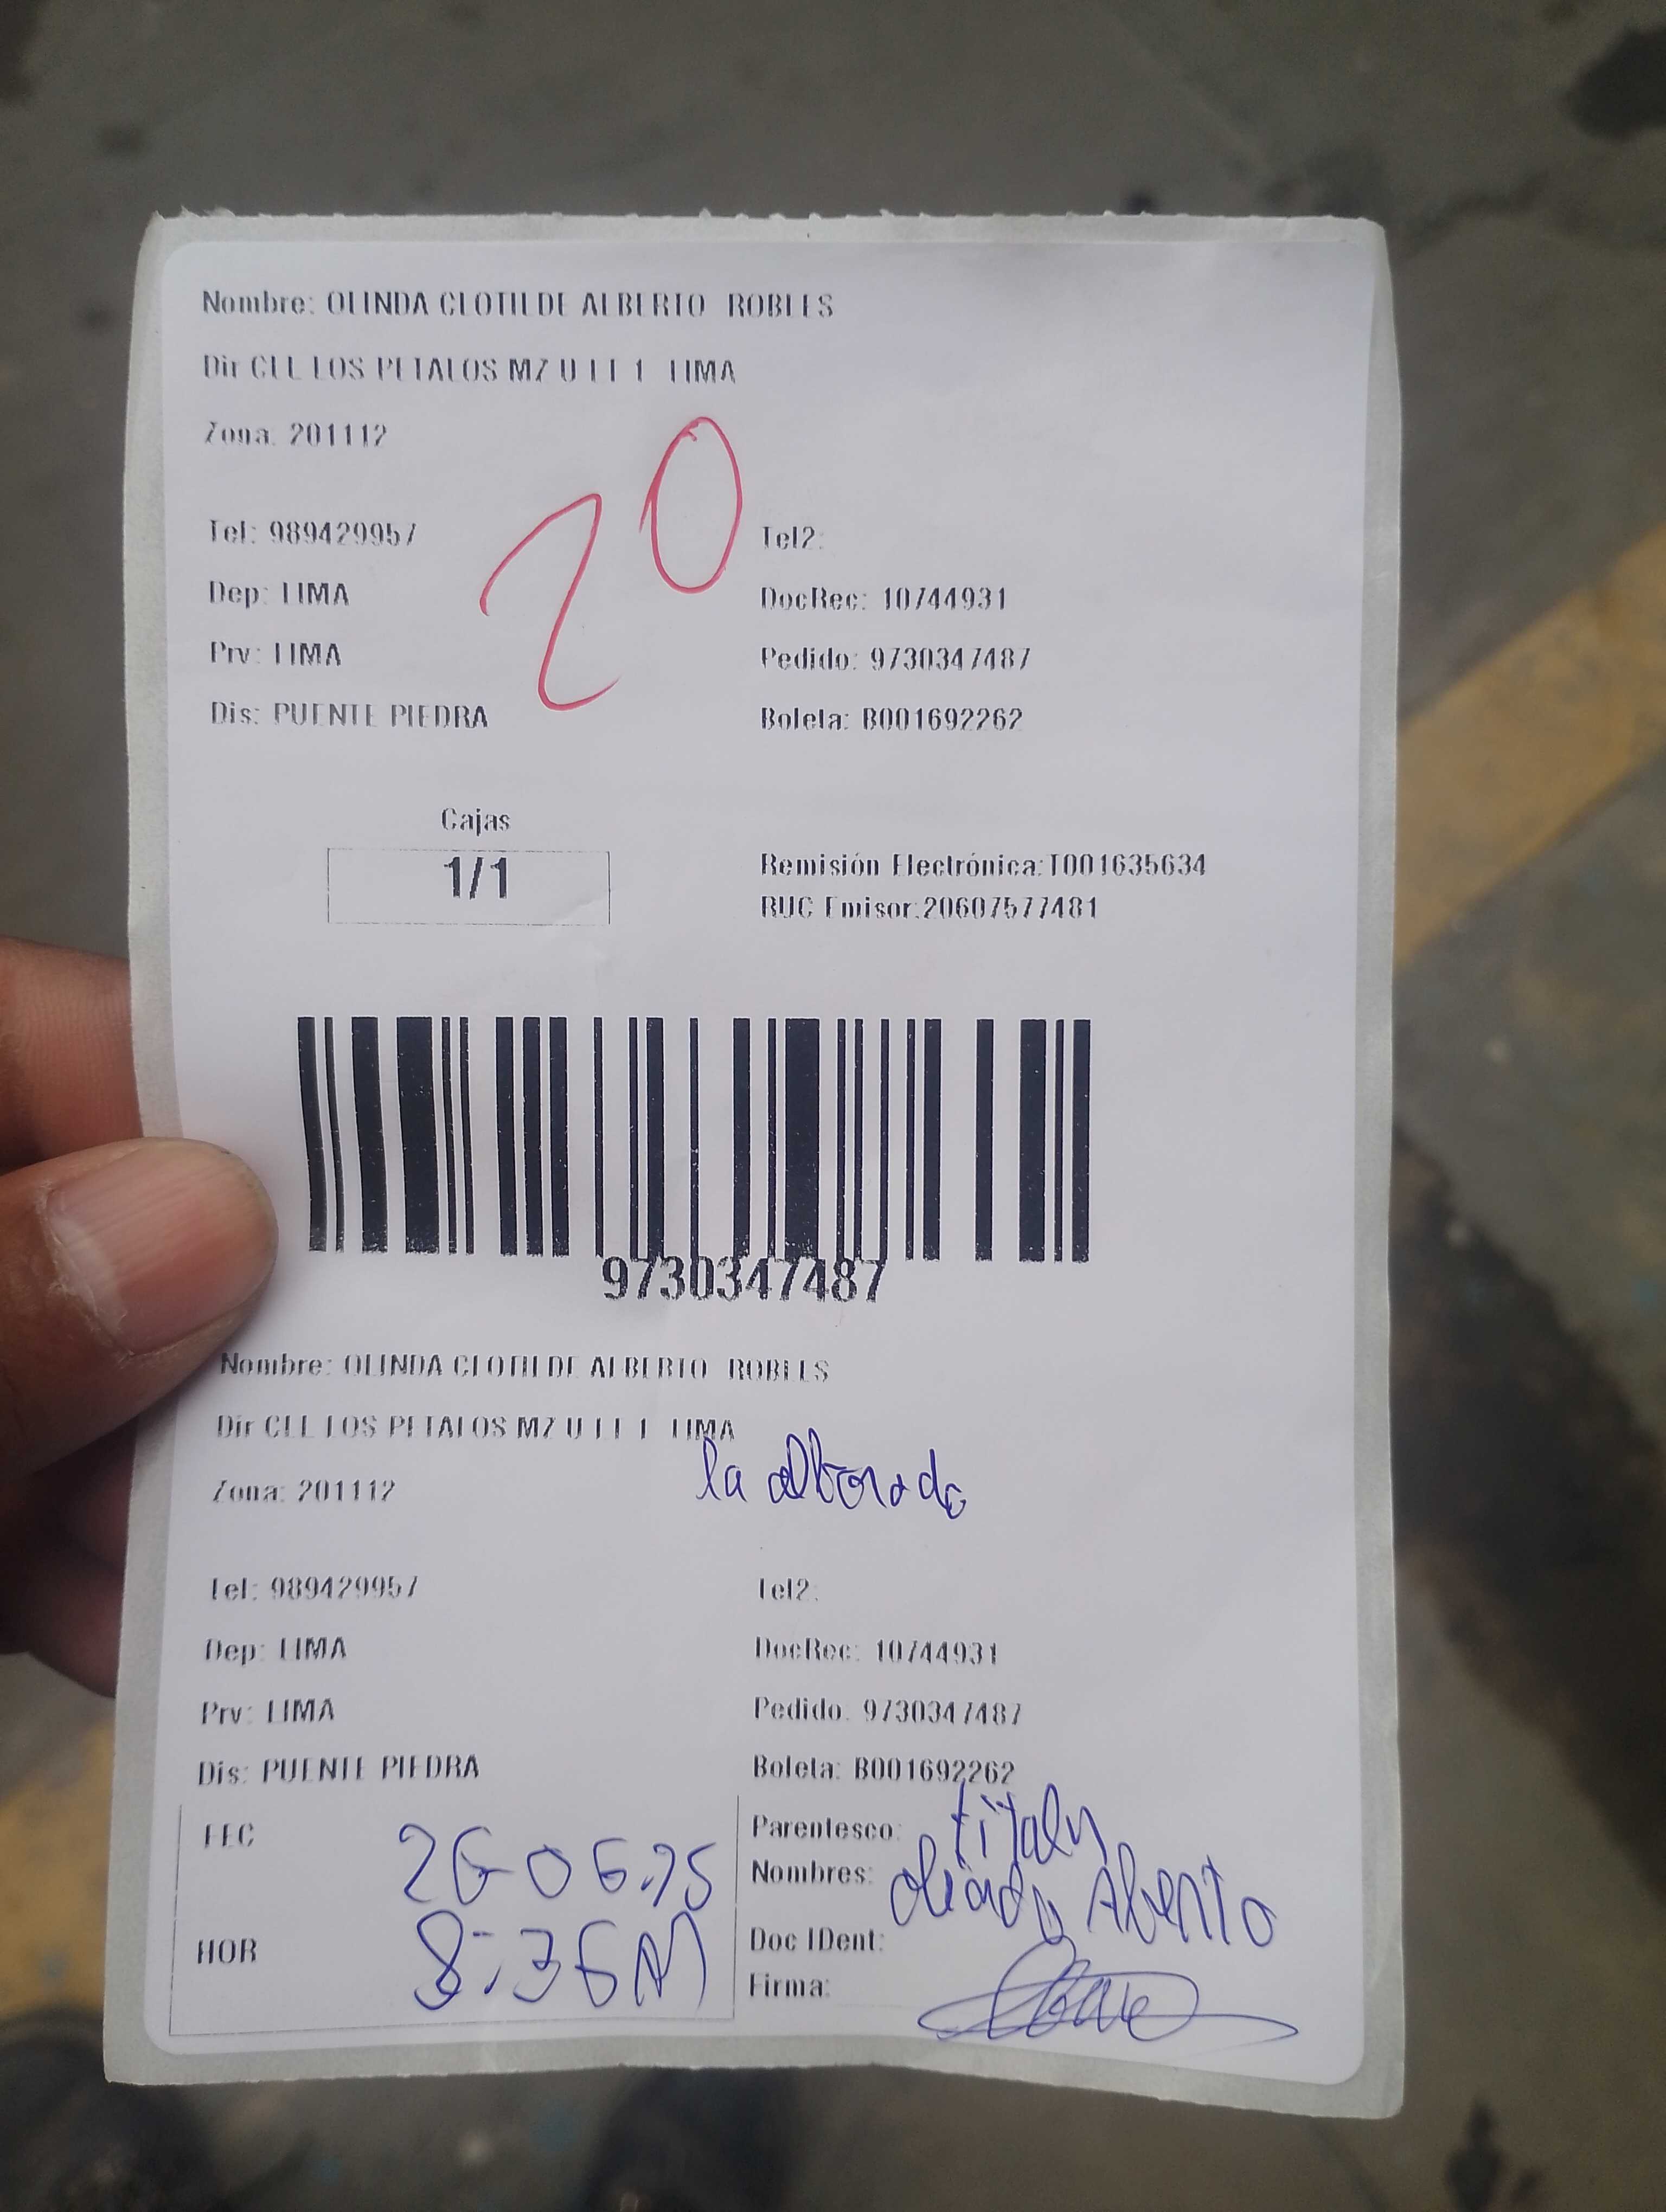 Nombre: OLINDA CLOTILDE ALBERTO ROBLES
Dir CLL LOS PETALOS MZ U LT 1 LIMA
Zona: 201112
20
Tel: 989429957
Tel2:
Dep: LIMA
DocRec: 10744931
Prv: LIMA
Pedido: 9730347487
Dis: PUENTE PIEDRA
Boleta: B001692262
Cajas
1/1
Remisión Electrónica:T001635634
RUC Emisor:20607577481
9730347487
Nombre: OLINDA CLOTILDE ALBERTO ROBLES
Dir CLL LOS PETALOS MZ U LT 1 LIMA
la alborada
Zona: 201112
Tel: 989429957
Tel2:
Dep: LIMA
DocRec: 10744931
Prv: LIMA
Pedido: 9730347487
Dis: PUENTE PIEDRA
Boleta: B001692262
FEC
Parentesco:
Nombres: Alberto
HOR 8:36 AM
Doc IDent:
Firma: